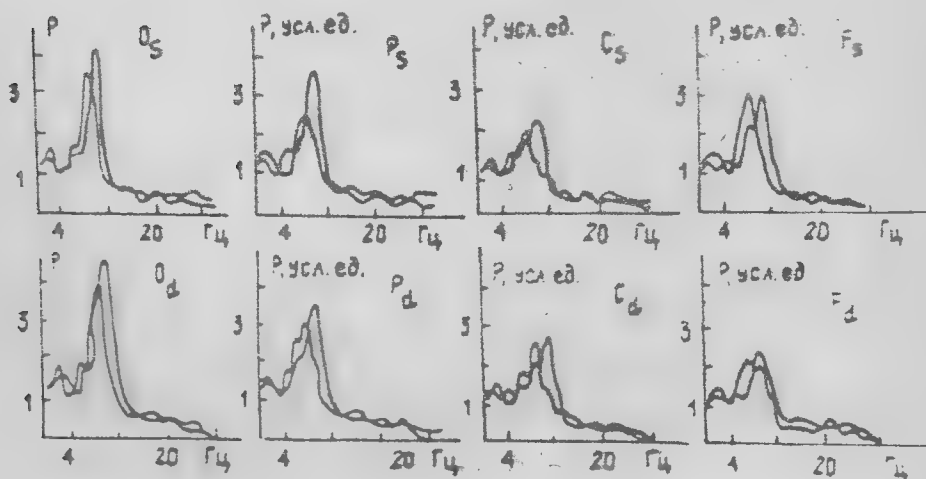 P O_s P, усл. ед. P_s P, усл. ед. C_s P, усл. ед. F_s
3 3 3 3
1 1 1 1
4 20 Гц 4 20 Гц 4 20 Гц 4 20 Гц
P O_d P, усл. ед. P_d P, усл. ед. C_d P, усл. ед. F_d
3 3 3 3
1 1 1 1
4 20 Гц 4 20 Гц 4 20 Гц 4 20 Гц